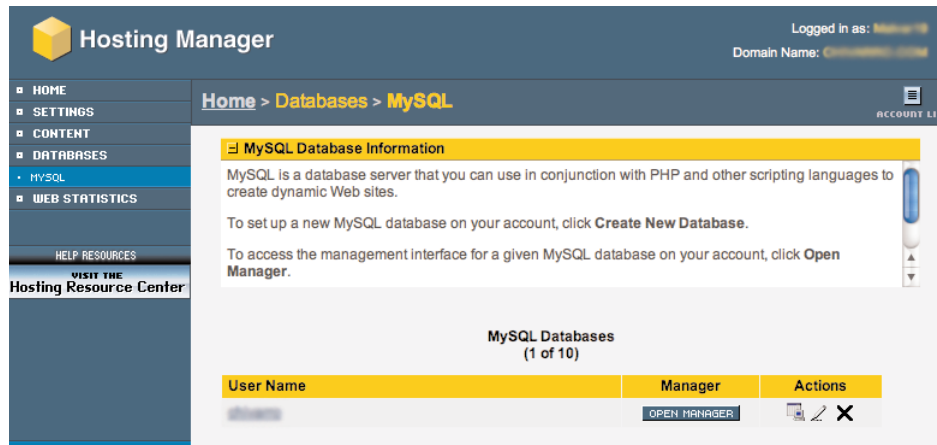 Hosting Manager
Logged in as:
Domain Name:
HOME
SETTINGS
CONTENT
DATABASES
MYSQL
WEB STATISTICS
HELP RESOURCES
VISIT THE
Hosting Resource Center
Home > Databases > MySQL
ACCOUNT LI
MySQL Database Information
MySQL is a database server that you can use in conjunction with PHP and other scripting languages to
create dynamic Web sites.
To set up a new MySQL database on your account, click Create New Database.
To access the management interface for a given MySQL database on your account, click Open
Manager.
MySQL Databases
(1 of 10)
User Name Manager Actions
OPEN MANAGER